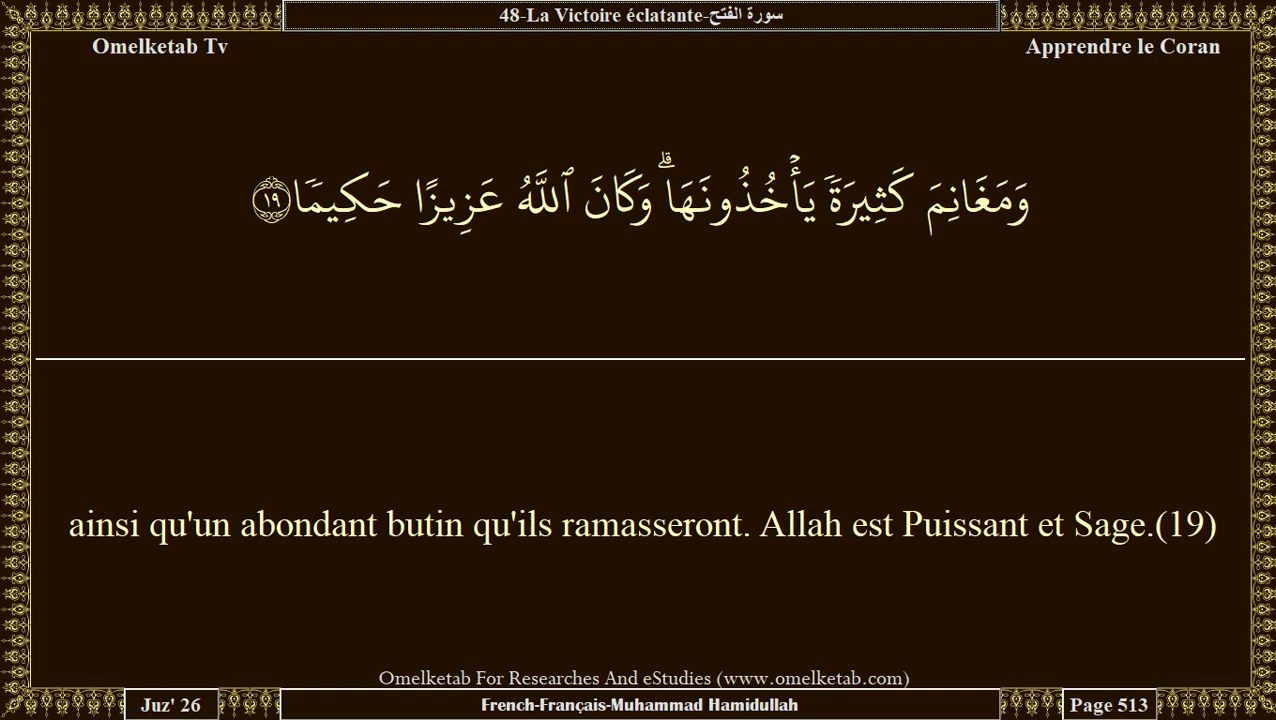 48-La Victoire éclatante-سورة الفتح
Omelketab Tv
Apprendre le Coran
وَمَغَانِمَ كَثِيرَةٗ يَأۡخُذُونَهَاۗ وَكَانَ ٱللَّهُ عَزِيزًا حَكِيمٗا ١٩
ainsi qu'un abondant butin qu'ils ramasseront. Allah est Puissant et Sage.(19)
Omelketab For Researches And eStudies (www.omelketab.com)
Juz' 26
French-Français-Muhammad Hamidullah
Page 513